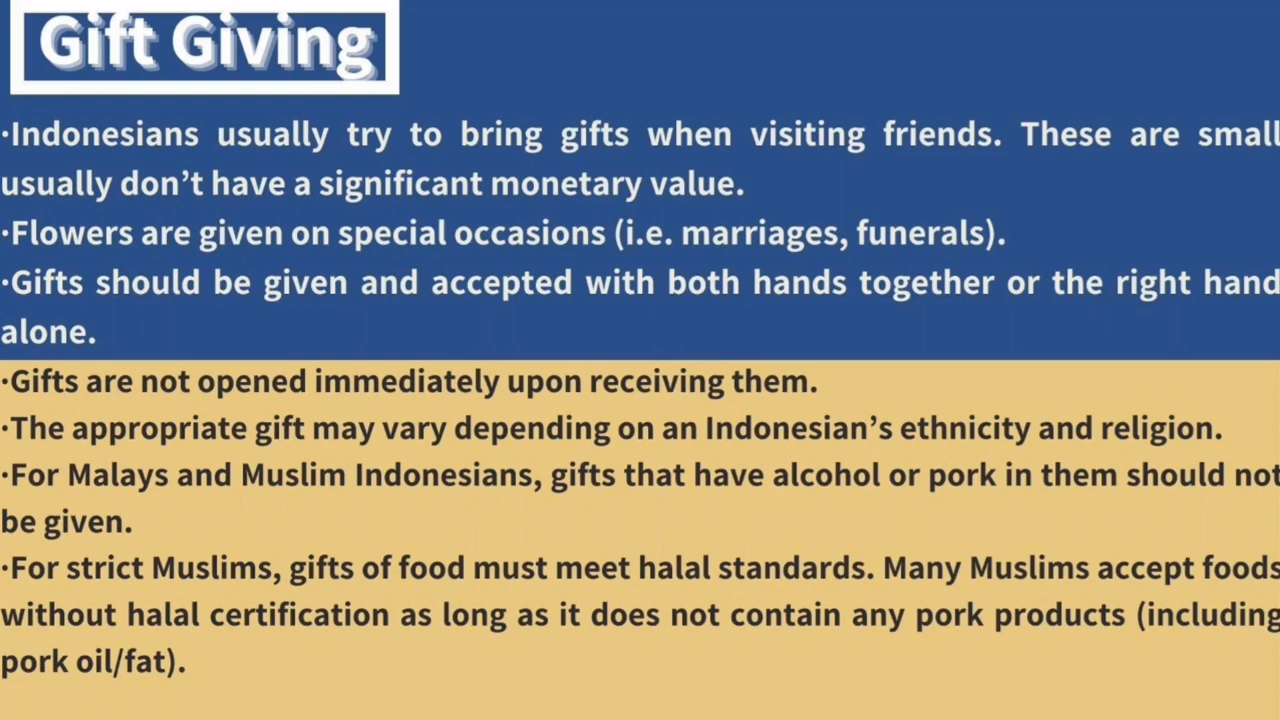 Gift Giving
·Indonesians usually try to bring gifts when visiting friends. These are small
usually don’t have a significant monetary value.
·Flowers are given on special occasions (i.e. marriages, funerals).
·Gifts should be given and accepted with both hands together or the right hand
alone.
·Gifts are not opened immediately upon receiving them.
·The appropriate gift may vary depending on an Indonesian’s ethnicity and religion.
·For Malays and Muslim Indonesians, gifts that have alcohol or pork in them should not
be given.
·For strict Muslims, gifts of food must meet halal standards. Many Muslims accept foods
without halal certification as long as it does not contain any pork products (including
pork oil/fat).